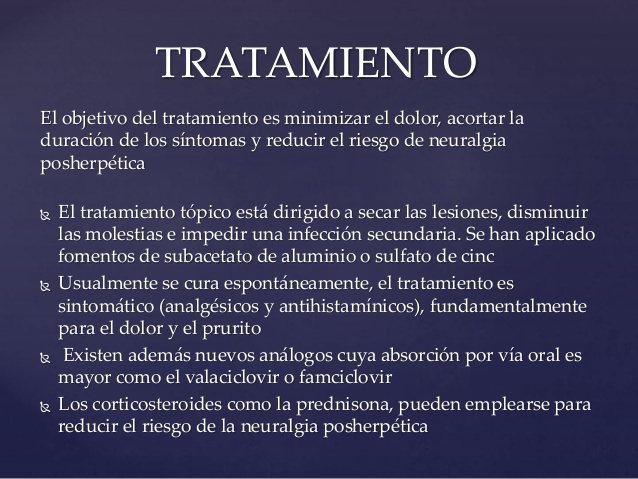 TRATAMIENTO
El objetivo del tratamiento es minimizar el dolor, acortar la
duración de los síntomas y reducir el riesgo de neuralgia
posherpética
El tratamiento tópico está dirigido a secar las lesiones, disminuir
las molestias e impedir una infección secundaria. Se han aplicado
fomentos de subacetato de aluminio o sulfato de cinc
Usualmente se cura espontáneamente, el tratamiento es
sintomático (analgésicos y antihistamínicos), fundamentalmente
para el dolor y el prurito
Existen además nuevos análogos cuya absorción por vía oral es
mayor como el valaciclovir o famciclovir
Los corticosteroides como la prednisona, pueden emplearse para
reducir el riesgo de la neuralgia posherpética